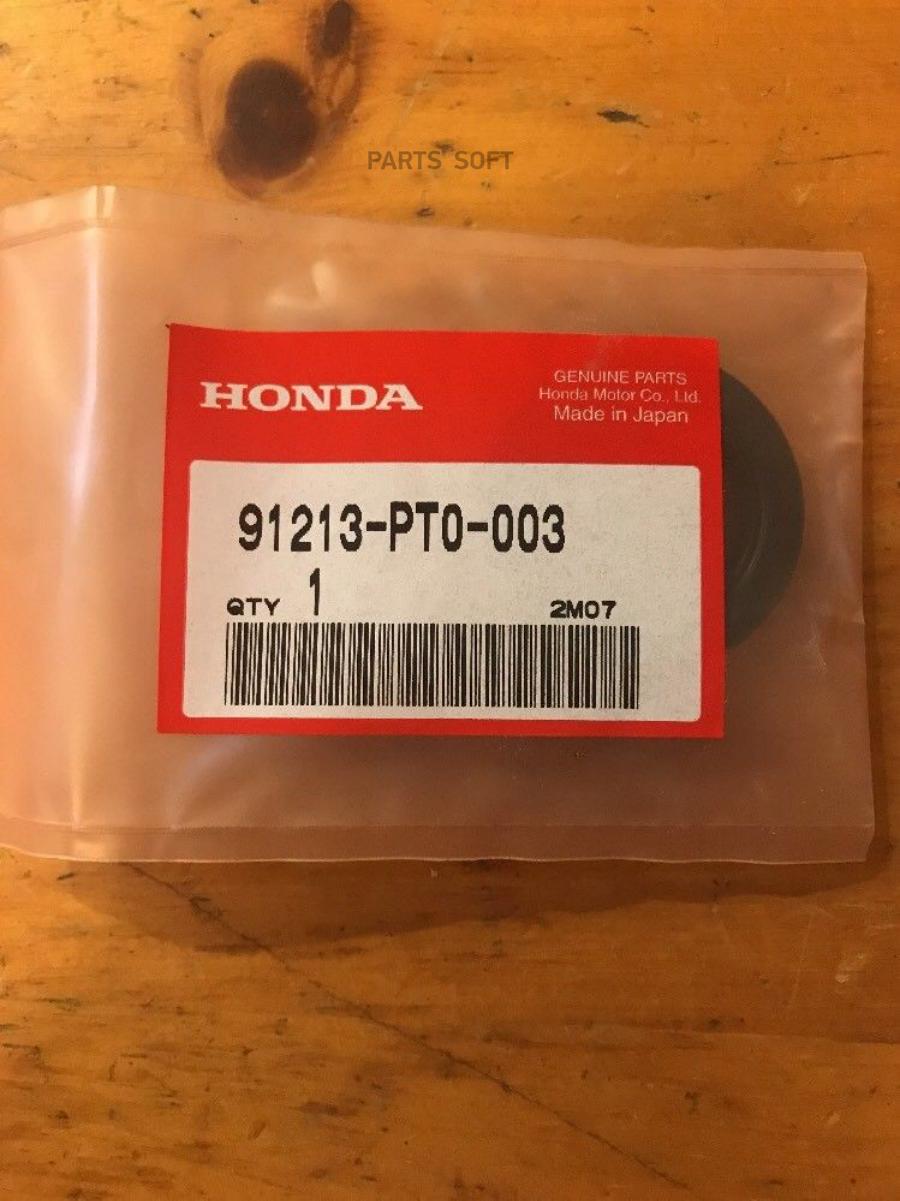 PARTS SOFT
HONDA
GENUINE PARTS
Honda Motor Co., Ltd.
Made in Japan
91213-PT0-003
QTY 1
2M07